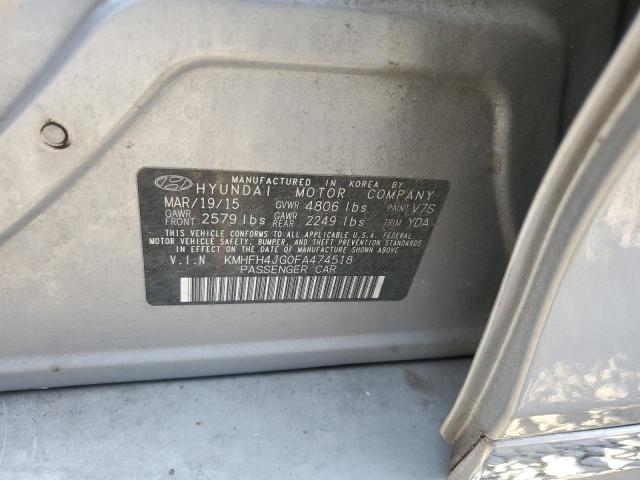 MANUFACTURED IN KOREA BY
HYUNDAI MOTOR COMPANY
MAR/19/15 GVWR 4806 lbs PAINT V7S
GAWR FRONT 2579 lbs GAWR REAR 2249 lbs TRIM YDA
THIS VEHICLE CONFORMS TO ALL APPLICABLE U.S.A. FEDERAL
MOTOR VEHICLE SAFETY, BUMPER, AND THEFT PREVENTION STANDARDS
IN EFFECT ON THE DATE OF MANUFACTURE SHOWN ABOVE
V.I.N KMHFH4JG0FA474518
PASSENGER CAR